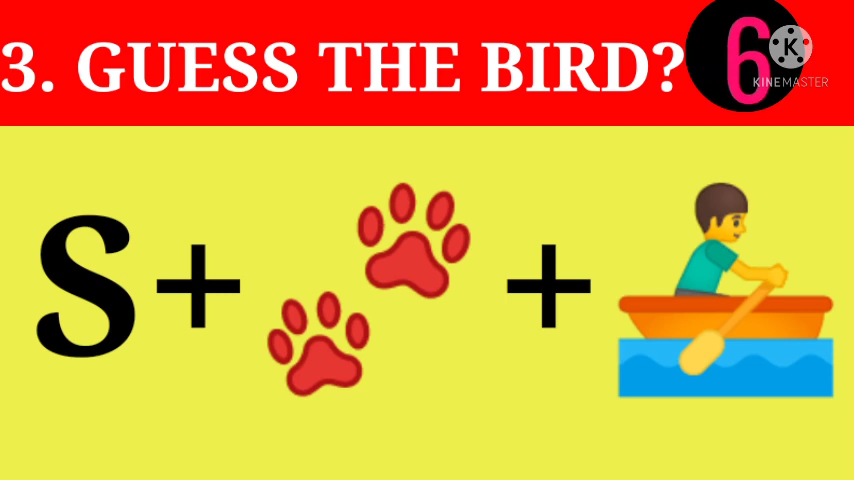 3. GUESS THE BIRD?
6
K
KINEMASTER
S+ +